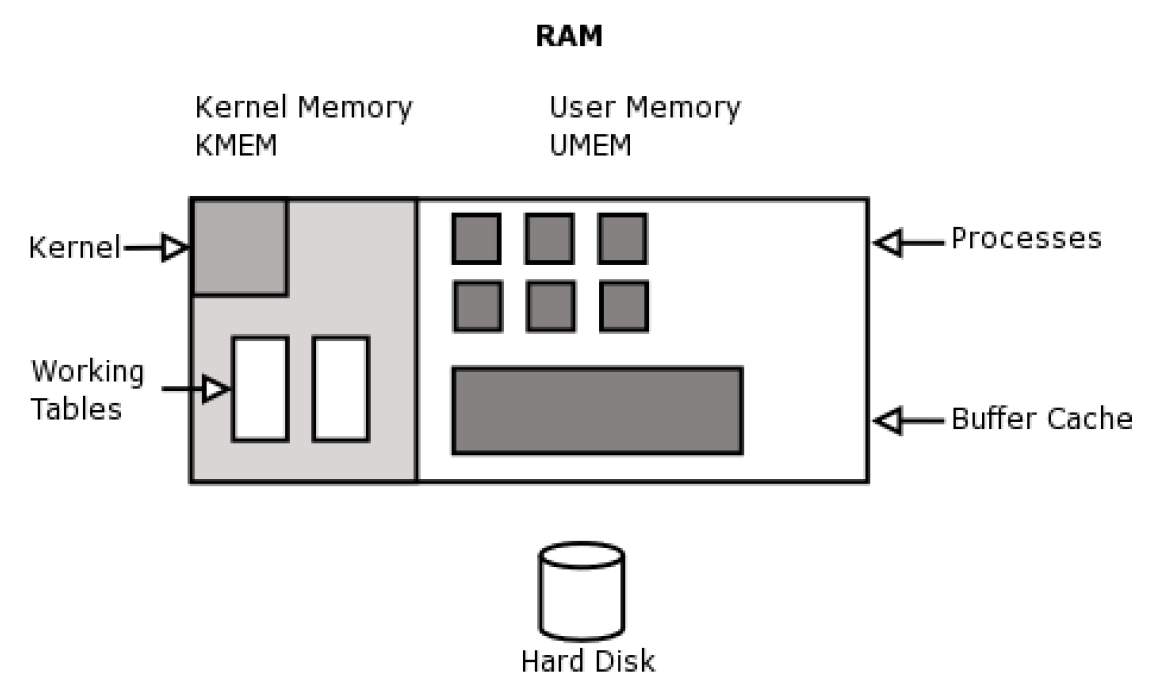 RAM
Kernel Memory
KMEM
User Memory
UMEM
Kernel
Processes
Working
Tables
Buffer Cache
Hard Disk